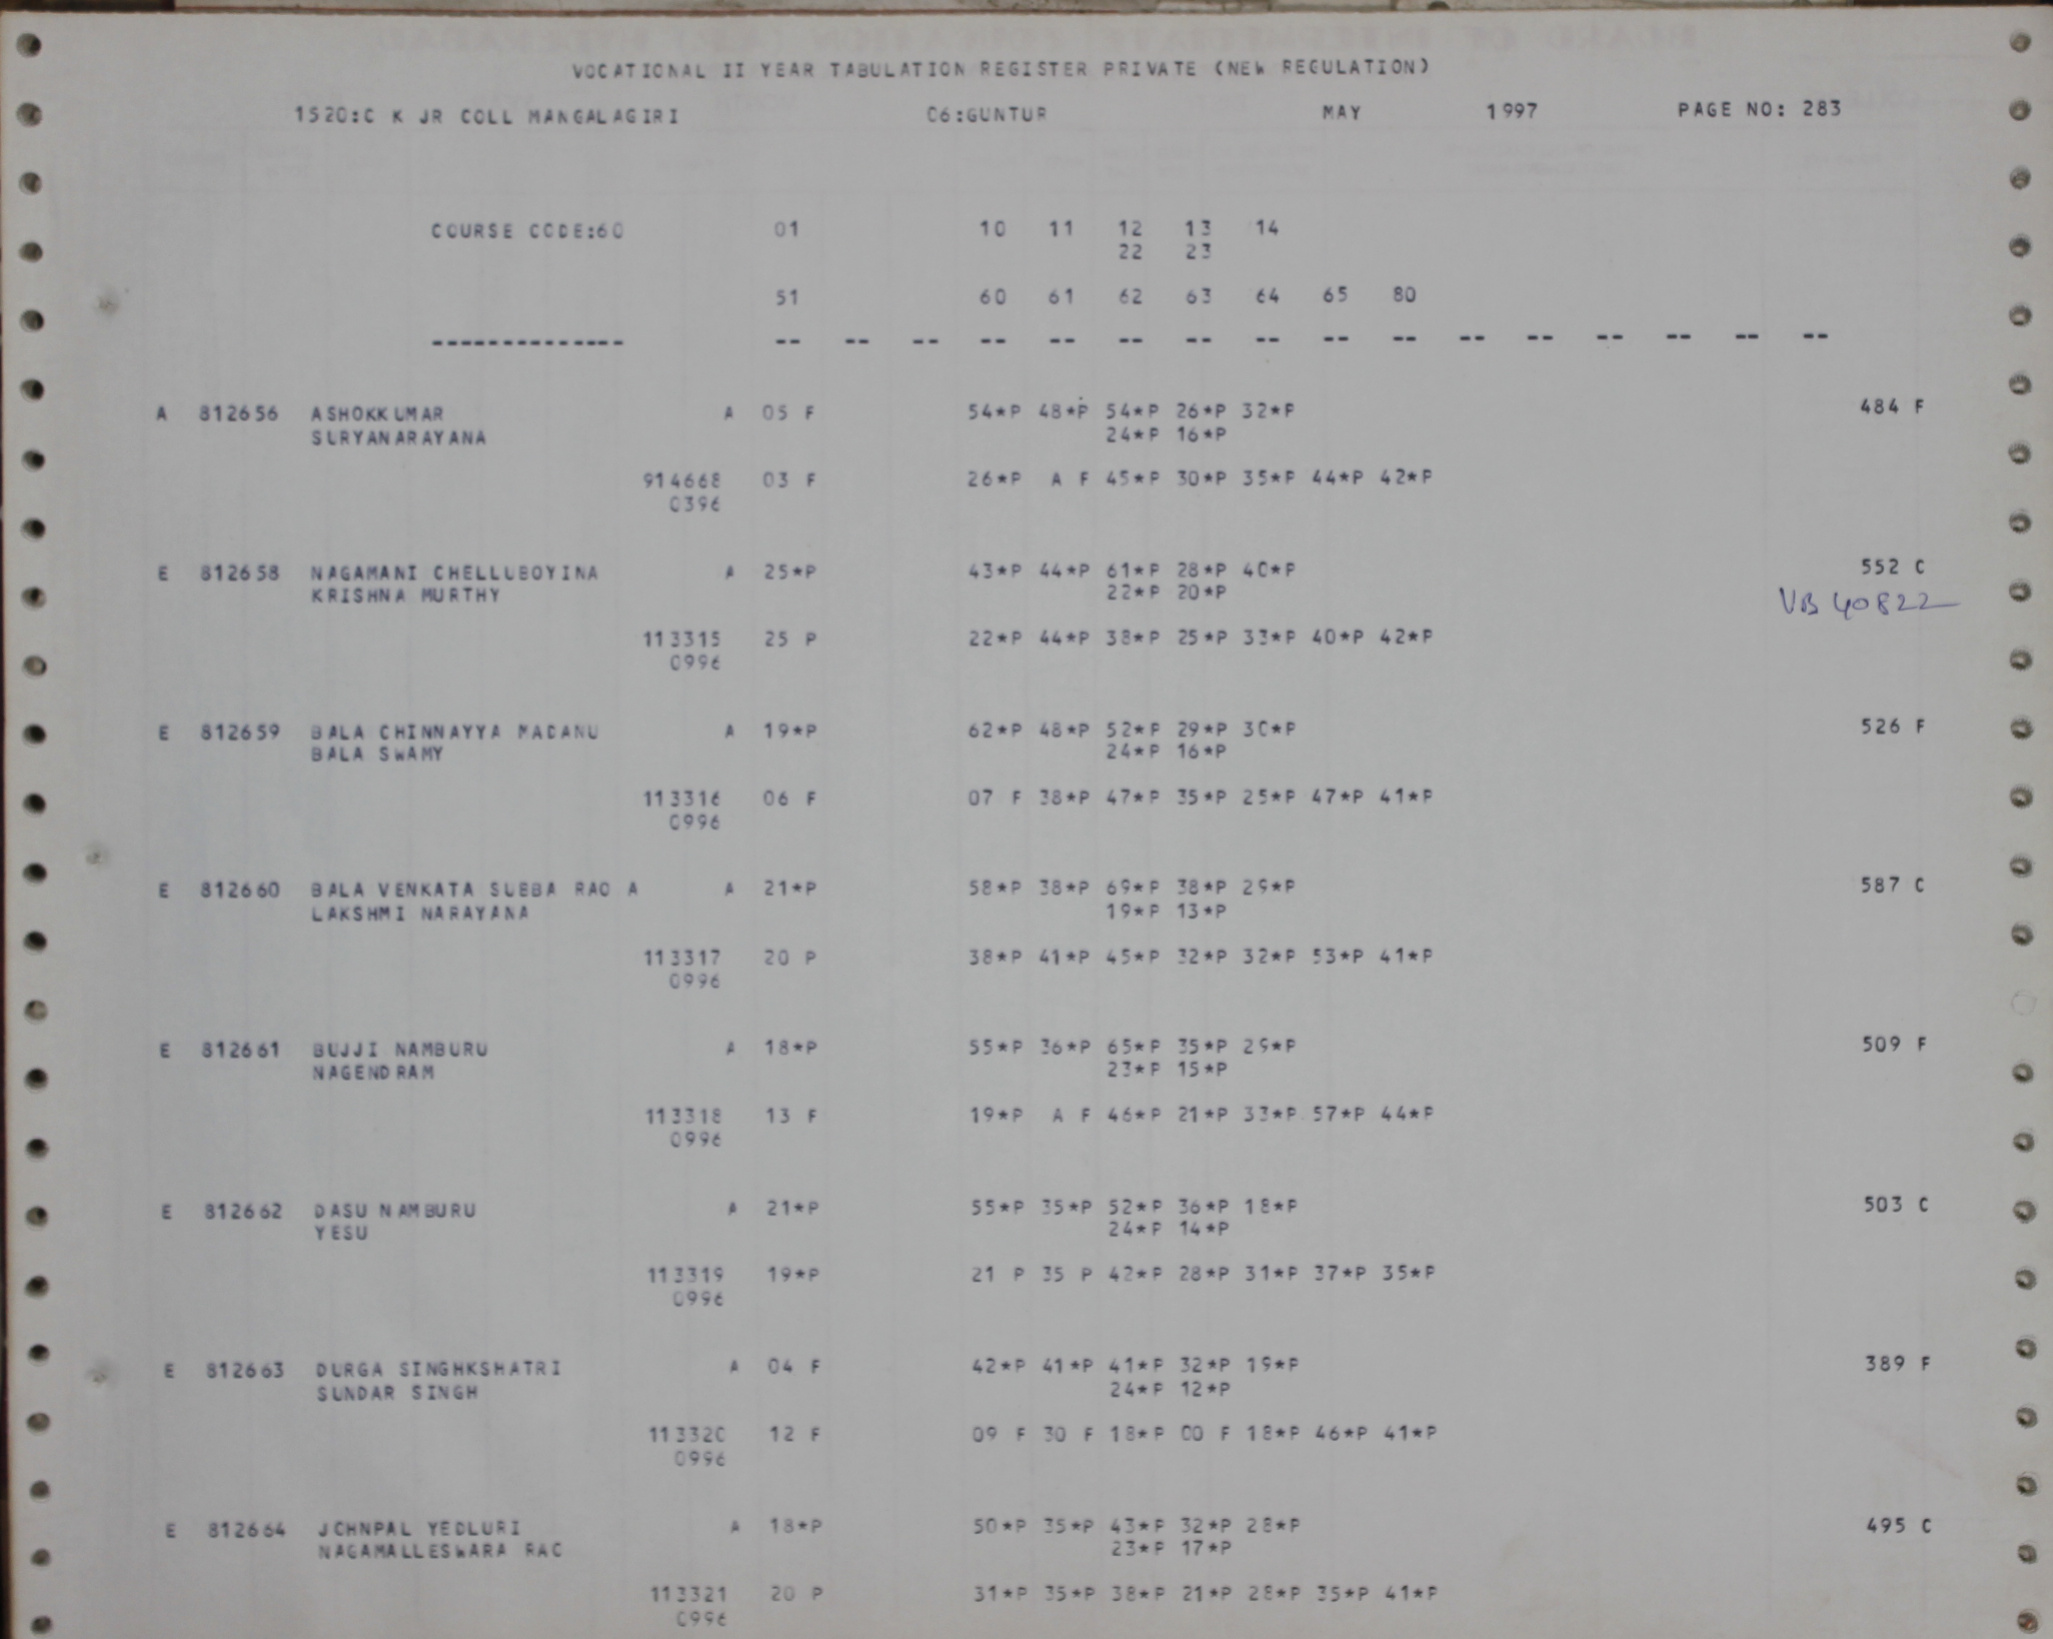 VOCATIONAL II YEAR TABULATION REGISTER PRIVATE (NEW REGULATION)
1520:C K JR COLL MANGALAGIRI C6:GUNTUR MAY 1997 PAGE NO: 283
COURSE CODE:60 01 10 11 12 13 14
22 23
51 60 61 62 63 64 65 80
-------------- -- -- -- -- -- -- -- -- -- -- -- -- -- -- -- --
A 812656 ASHOKKUMAR A 05 F 54*P 48*P 54*P 26*P 32*P 484 F
SURYANARAYANA 24*P 16*P
914668 03 F 26*P A F 45*P 30*P 35*P 44*P 42*P
0396
E 812658 NAGAMANI CHELLUBOYINA A 25*P 43*P 44*P 61*P 28*P 40*P 552 C
KRISHNA MURTHY 22*P 20*P VB 40822
113315 25 P 22*P 44*P 38*P 25*P 33*P 40*P 42*P
0996
E 812659 BALA CHINNAYYA MADANU A 19*P 62*P 48*P 52*P 29*P 30*P 526 F
BALA SWAMY 24*P 16*P
113316 06 F 07 F 38*P 47*P 35*P 25*P 47*P 41*P
0996
E 812660 BALA VENKATA SUBBA RAO A A 21*P 58*P 38*P 69*P 38*P 29*P 587 C
LAKSHMI NARAYANA 19*P 13*P
113317 20 P 38*P 41*P 45*P 32*P 32*P 53*P 41*P
0996
E 812661 BUJJI NAMBURU A 18*P 55*P 36*P 65*P 35*P 29*P 509 F
NAGENDRAM 23*P 15*P
113318 13 F 19*P A F 46*P 21*P 33*P 57*P 44*P
0996
E 812662 DASU NAMBURU A 21*P 55*P 35*P 52*P 36*P 18*P 503 C
YESU 24*P 14*P
113319 19*P 21 P 35 P 42*P 28*P 31*P 37*P 35*P
0996
E 812663 DURGA SINGHKSHATRI A 04 F 42*P 41*P 41*P 32*P 19*P 389 F
SUNDAR SINGH 24*P 12*P
113320 12 F 09 F 30 F 18*P 00 F 18*P 46*P 41*P
0996
E 812664 JOHNPAL YEDLURI A 18*P 50*P 35*P 43*P 32*P 28*P 495 C
NAGAMALLESWARA RAO 23*P 17*P
113321 20 P 31*P 35*P 38*P 21*P 28*P 35*P 41*P
0996